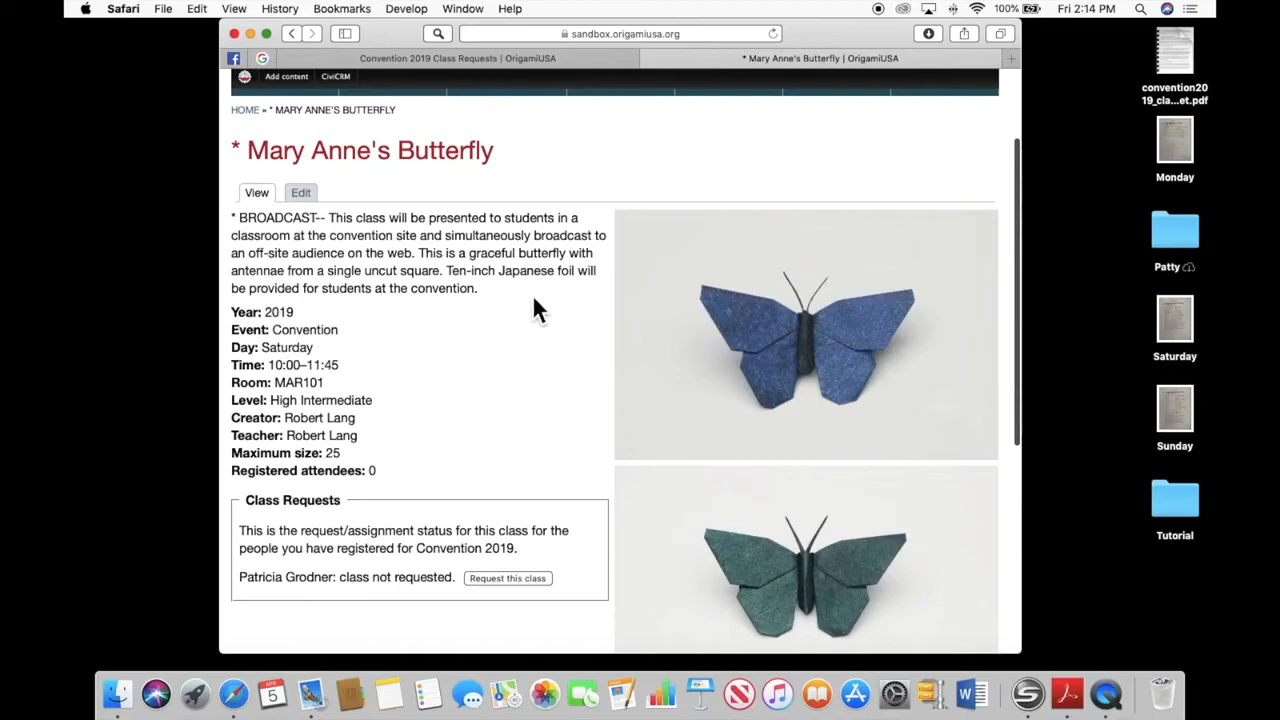 Safari File Edit View History Bookmarks Develop Window Help 100% Fri 2:14 PM
sandbox.origamiusa.org
Convention 2019 Class Requests | OrigamiUSA * Mary Anne's Butterfly | OrigamiUSA
Add content CiviCRM
HOME » * MARY ANNE'S BUTTERFLY
* Mary Anne's Butterfly
View Edit
* BROADCAST-- This class will be presented to students in a
classroom at the convention site and simultaneously broadcast to
an off-site audience on the web. This is a graceful butterfly with
antennae from a single uncut square. Ten-inch Japanese foil will
be provided for students at the convention.
Year: 2019
Event: Convention
Day: Saturday
Time: 10:00–11:45
Room: MAR101
Level: High Intermediate
Creator: Robert Lang
Teacher: Robert Lang
Maximum size: 25
Registered attendees: 0
Class Requests
This is the request/assignment status for this class for the
people you have registered for Convention 2019.
Patricia Grodner: class not requested. Request this class
convention20
19_cla...et.pdf
Monday
Patty
Saturday
Sunday
Tutorial
APR
5